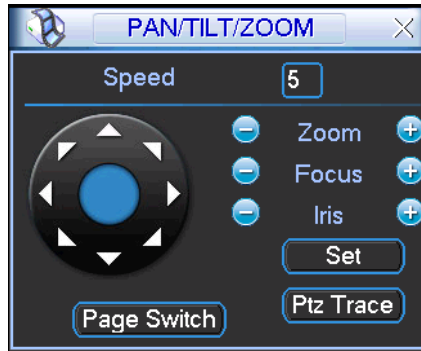 PAN/TILT/ZOOM
Speed 5
Zoom
Focus
Iris
Set
Page Switch
Ptz Trace